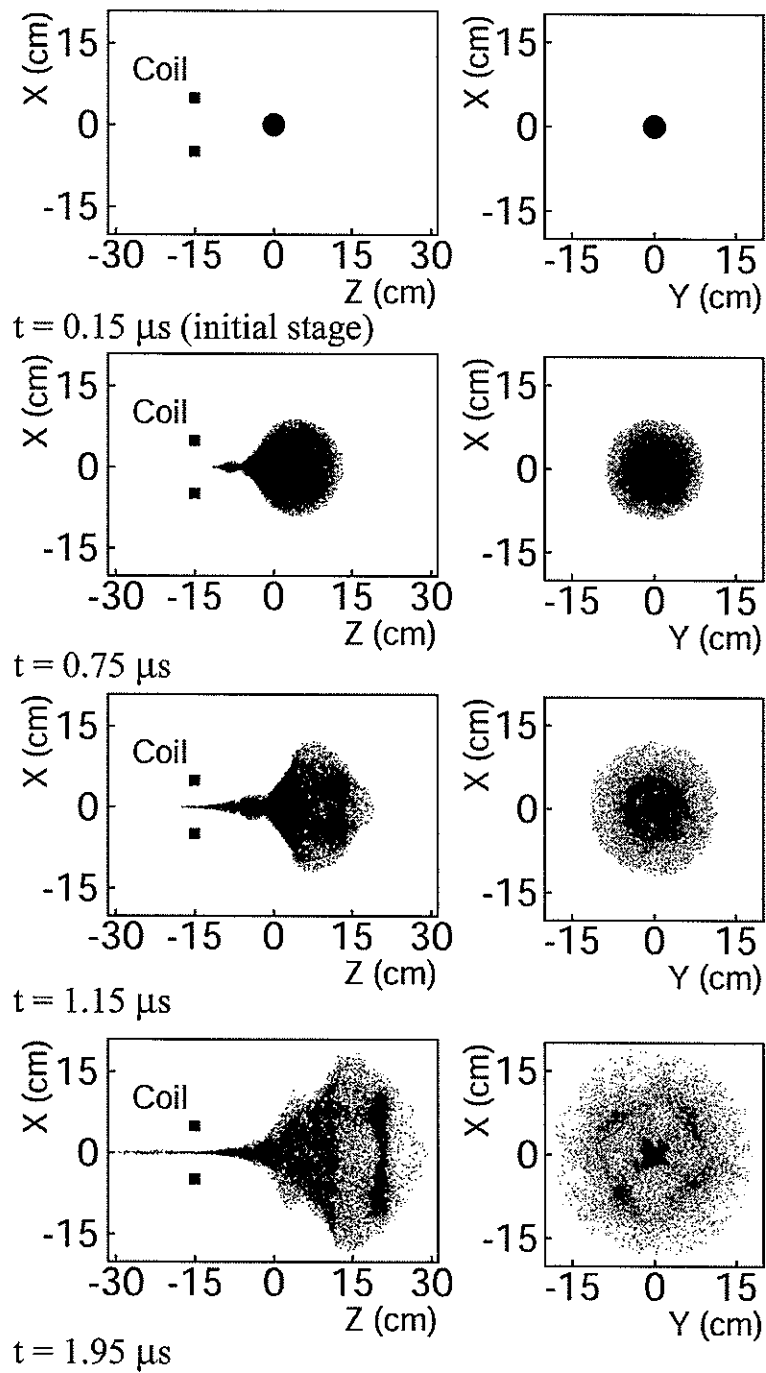 X (cm)
15
0
-15
Coil
-30 -15 0 15 30
Z (cm)
X (cm)
15
0
-15
-15 0 15
Y (cm)
t = 0.15 μs (initial stage)
X (cm)
15
0
-15
Coil
-30 -15 0 15 30
Z (cm)
X (cm)
15
0
-15
-15 0 15
Y (cm)
t = 0.75 μs
X (cm)
15
0
-15
Coil
-30 -15 0 15 30
Z (cm)
X (cm)
15
0
-15
-15 0 15
Y (cm)
t = 1.15 μs
X (cm)
15
0
-15
Coil
-30 -15 0 15 30
Z (cm)
X (cm)
15
0
-15
-15 0 15
Y (cm)
t = 1.95 μs